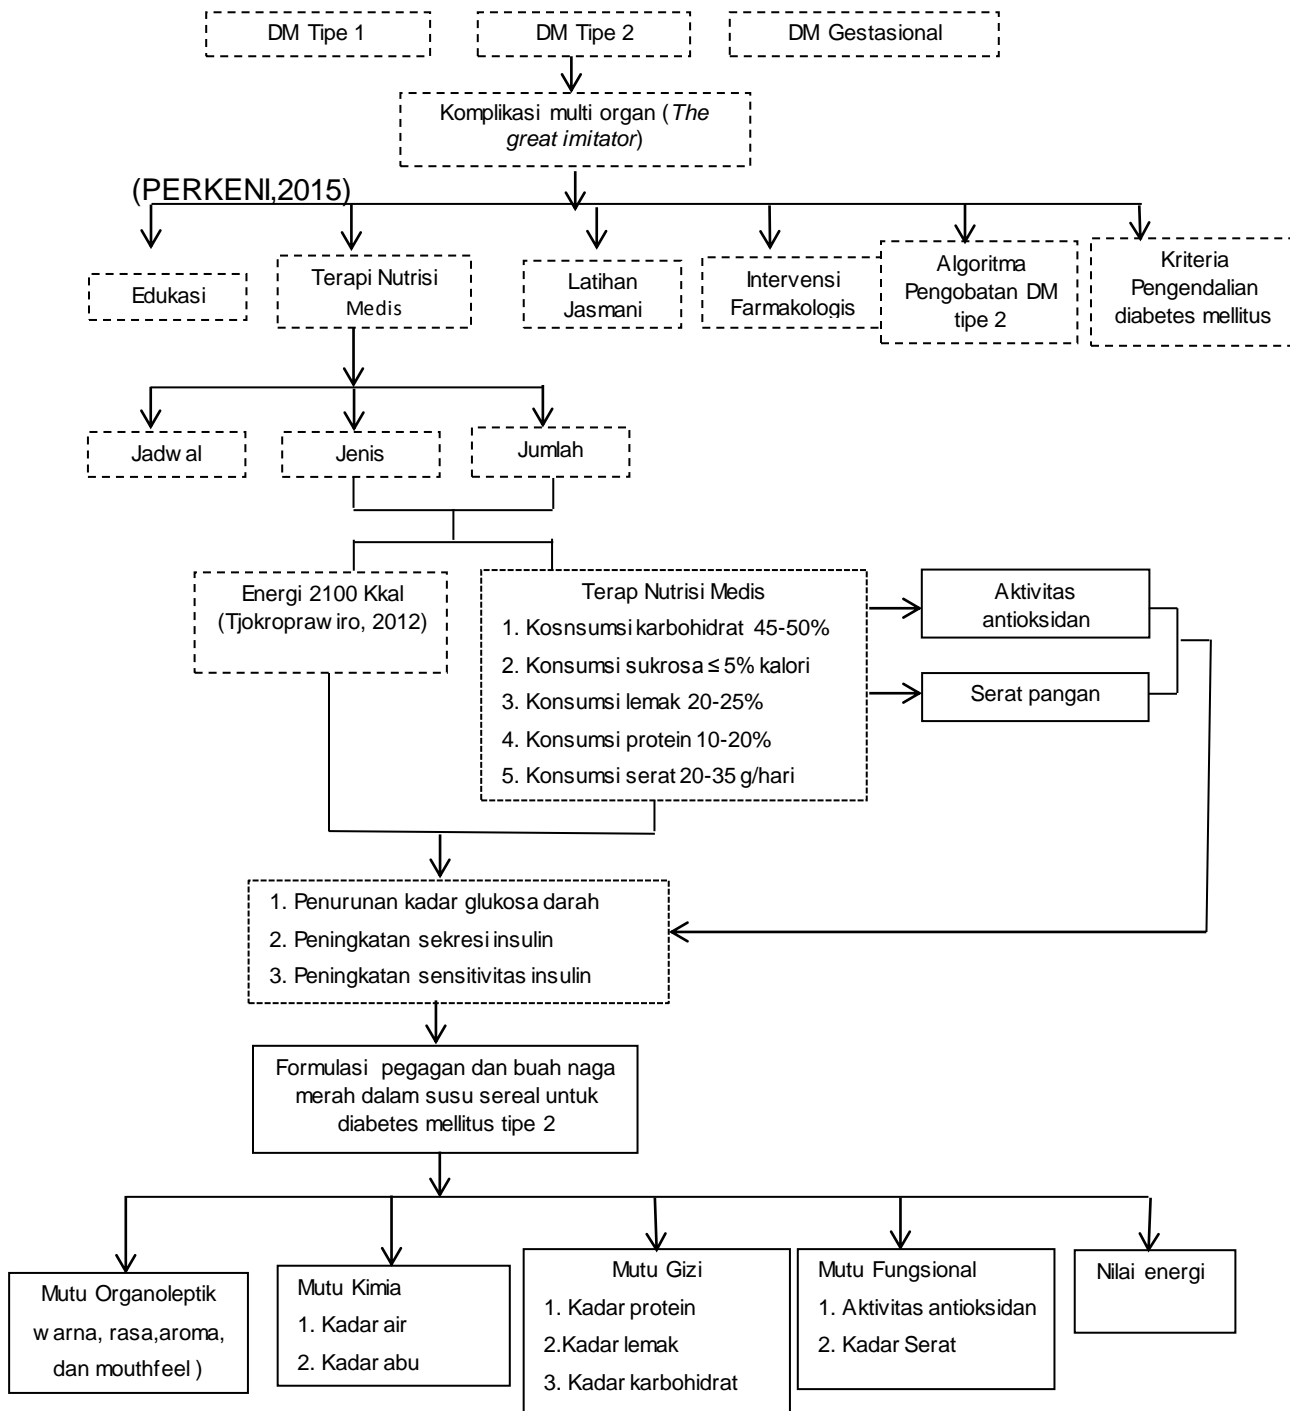 DM Tipe 1
DM Tipe 2
DM Gestasional
Komplikasi multi organ (The
great imitator)
(PERKENI,2015)
Edukasi
Terapi Nutrisi
Medis
Latihan
Jasmani
Intervensi
Farmakologis
Algoritma
Pengobatan DM
tipe 2
Kriteria
Pengendalian
diabetes mellitus
Jadwal
Jenis
Jumlah
Energi 2100 Kkal
(Tjokroprawiro, 2012)
Terap Nutrisi Medis
1. Kosnsumsi karbohidrat 45-50%
2. Konsumsi sukrosa ≤ 5% kalori
3. Konsumsi lemak 20-25%
4. Konsumsi protein 10-20%
5. Konsumsi serat 20-35 g/hari
Aktivitas
antioksidan
Serat pangan
1. Penurunan kadar glukosa darah
2. Peningkatan sekresi insulin
3. Peningkatan sensitivitas insulin
Formulasi pegagan dan buah naga
merah dalam susu sereal untuk
diabetes mellitus tipe 2
Mutu Organoleptik
warna, rasa,aroma,
dan mouthfeel )
Mutu Kimia
1. Kadar air
2. Kadar abu
Mutu Gizi
1. Kadar protein
2.Kadar lemak
3. Kadar karbohidrat
Mutu Fungsional
1. Aktivitas antioksidan
2. Kadar Serat
Nilai energi